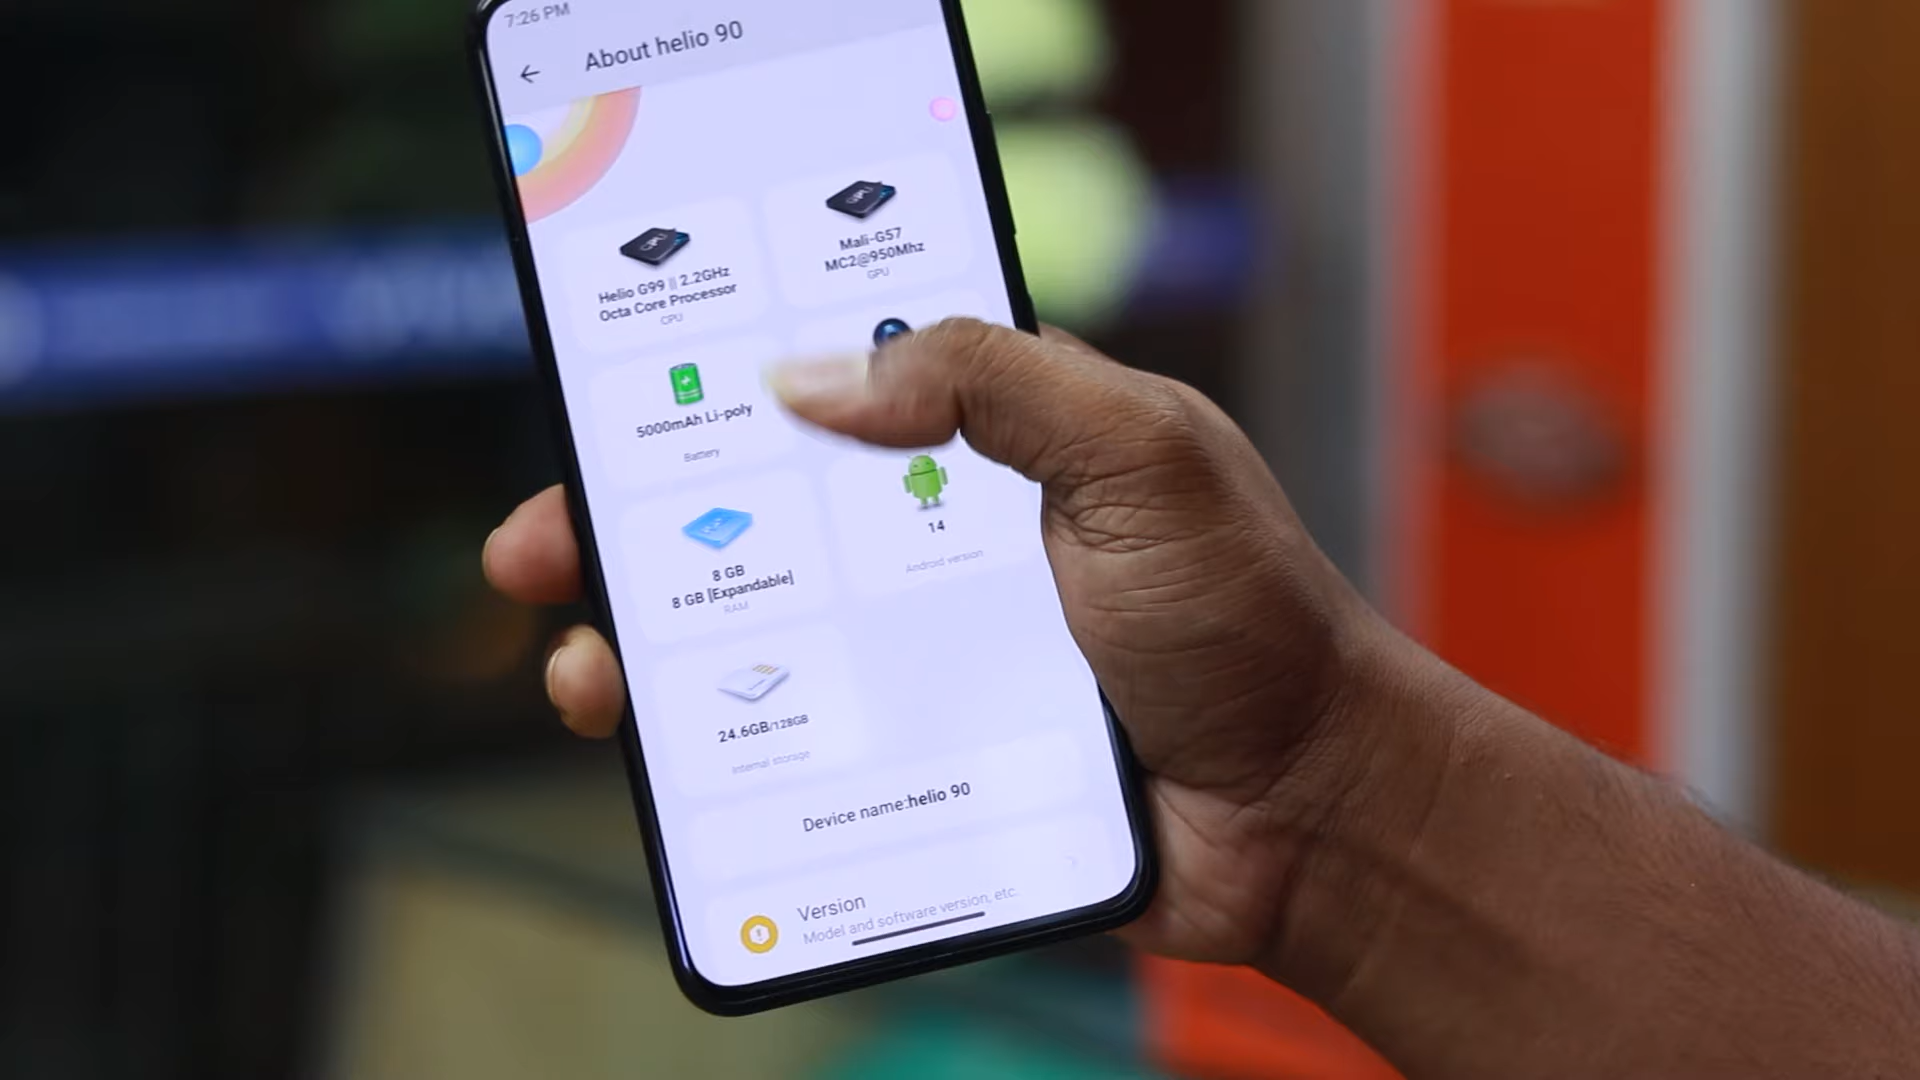 7:26 PM
About helio 90
CPU
Helio G99 || 2.2GHz
Octa Core Processor
CPU
GPU
Mali-G57
MC2@950Mhz
GPU
5000mAh Li-poly
Battery
14
Android version
8 GB
8 GB [Expandable]
RAM
24.6GB/128GB
Internal storage
Device name:helio 90
Version
Model and software version, etc.